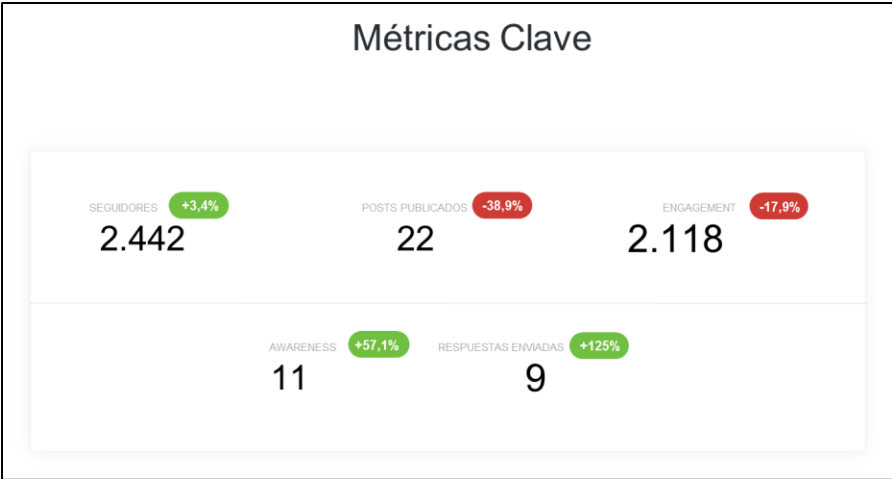 Métricas Clave
SEGUIDORES +3,4%
2.442
POSTS PUBLICADOS -38,9%
22
ENGAGEMENT -17,9%
2.118
AWARENESS +57,1%
11
RESPUESTAS ENVIADAS +125%
9